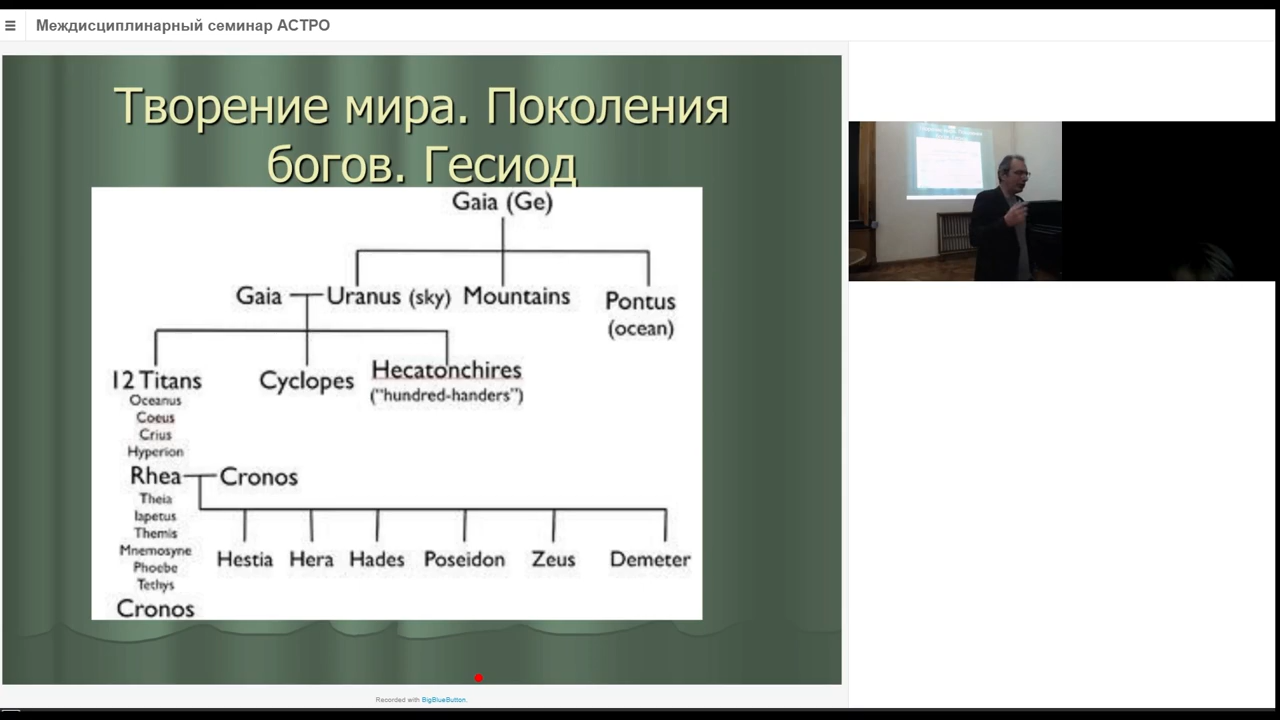 Междисциплинарный семинар АСТРО
Творение мира. Поколения
богов. Гесиод
Gaia (Ge)
Gaia Uranus (sky) Mountains Pontus
(ocean)
12 Titans Cyclopes Hecatonchires
("hundred-handers")
Oceanus
Coeus
Crius
Hyperion
Rhea Cronos
Theia
Iapetus
Themis
Mnemosyne
Phoebe
Tethys
Cronos
Hestia Hera Hades Poseidon Zeus Demeter
Recorded with BigBlueButton.